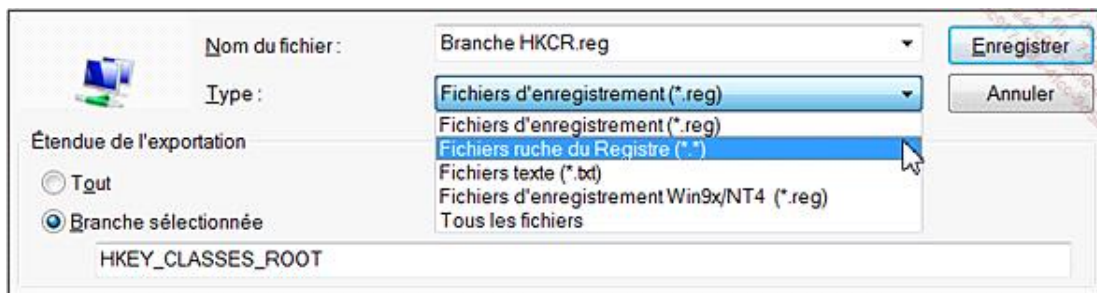 Nom du fichier :
Branche HKCR.reg
Enregistrer
Type :
Fichiers d'enregistrement (*.reg)
Annuler
Fichiers d'enregistrement (*.reg)
Étendue de l'exportation
Fichiers ruche du Registre (*.*)
Tout
Fichiers texte (*.txt)
Fichiers d'enregistrement Win9x/NT4 (*.reg)
Branche sélectionnée
Tous les fichiers
HKEY_CLASSES_ROOT